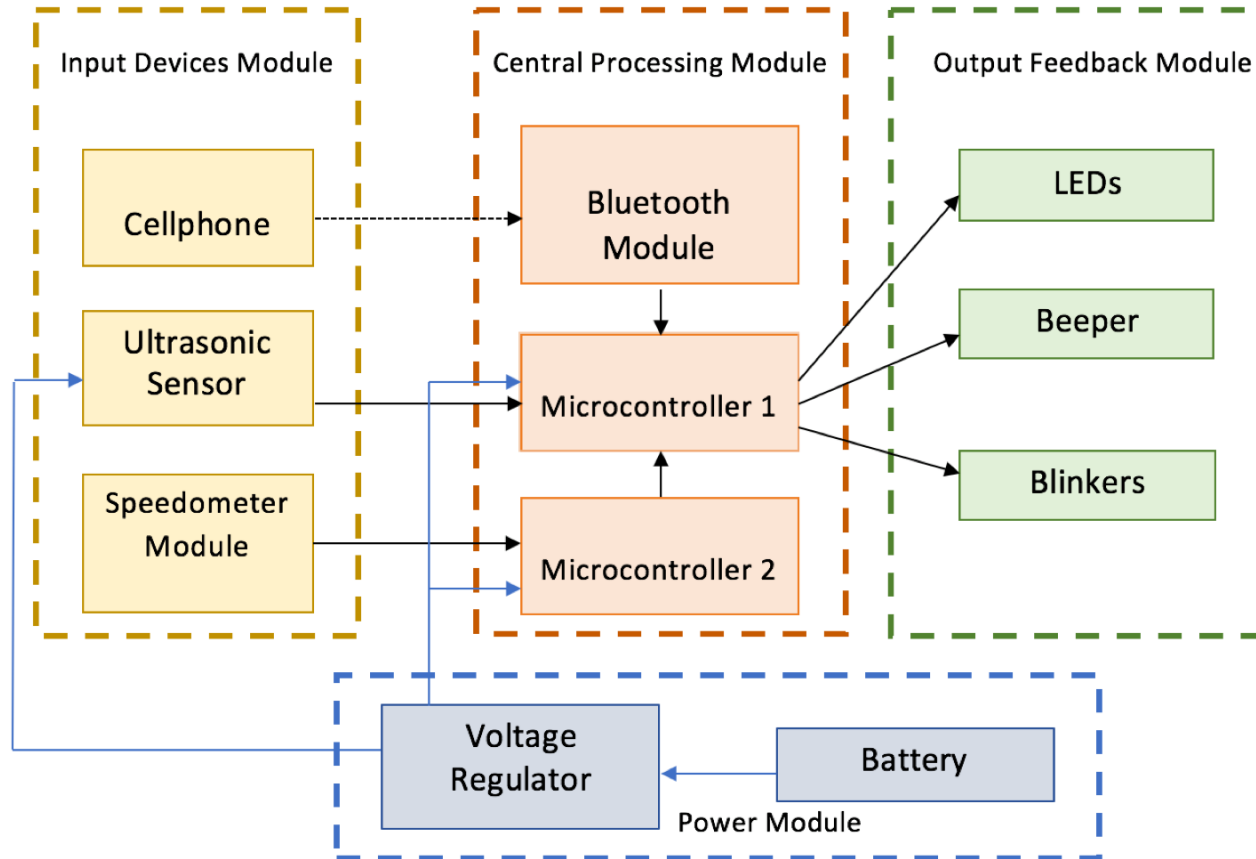 Input Devices Module
Cellphone
Ultrasonic
Sensor
Speedometer
Module
Central Processing Module
Bluetooth
Module
Microcontroller 1
Microcontroller 2
Output Feedback Module
LEDs
Beeper
Blinkers
Voltage
Regulator
Battery
Power Module